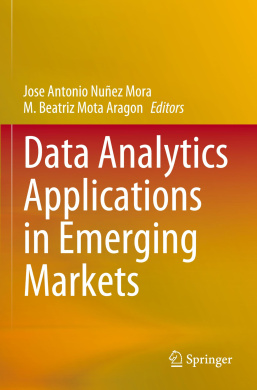 Jose Antonio Nuñez Mora
M. Beatriz Mota Aragon Editors
Data Analytics
Applications
in Emerging
Markets
Springer